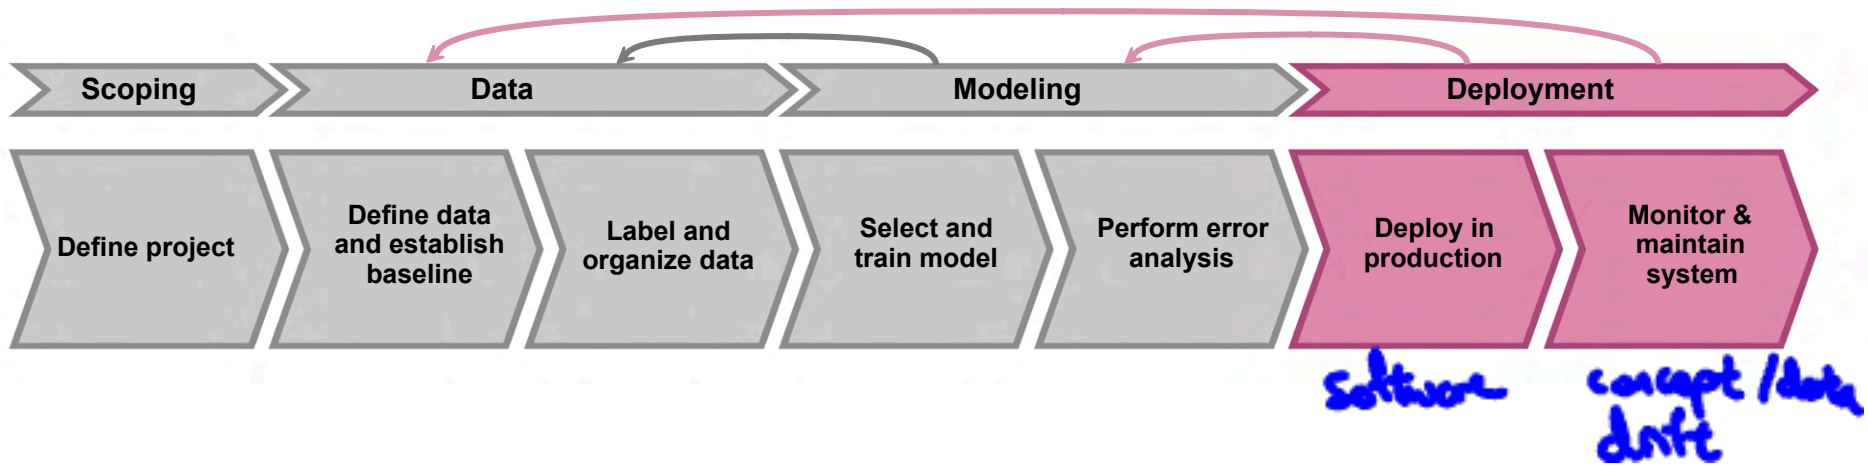 Scoping
Data
Modeling
Deployment
Define project
Define data
and establish
baseline
Label and
organize data
Select and
train model
Perform error
analysis
Deploy in
production
Monitor &
maintain
system
software
concept/data
drift